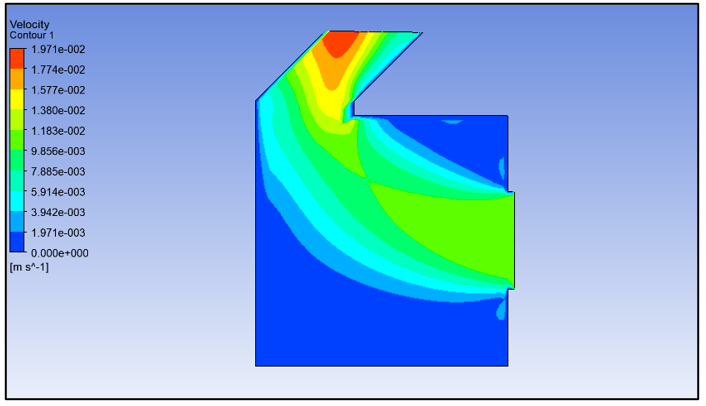 Velocity
Contour 1
1.971e-002
1.774e-002
1.577e-002
1.380e-002
1.183e-002
9.856e-003
7.885e-003
5.914e-003
3.942e-003
1.971e-003
0.000e+000
[m s^-1]